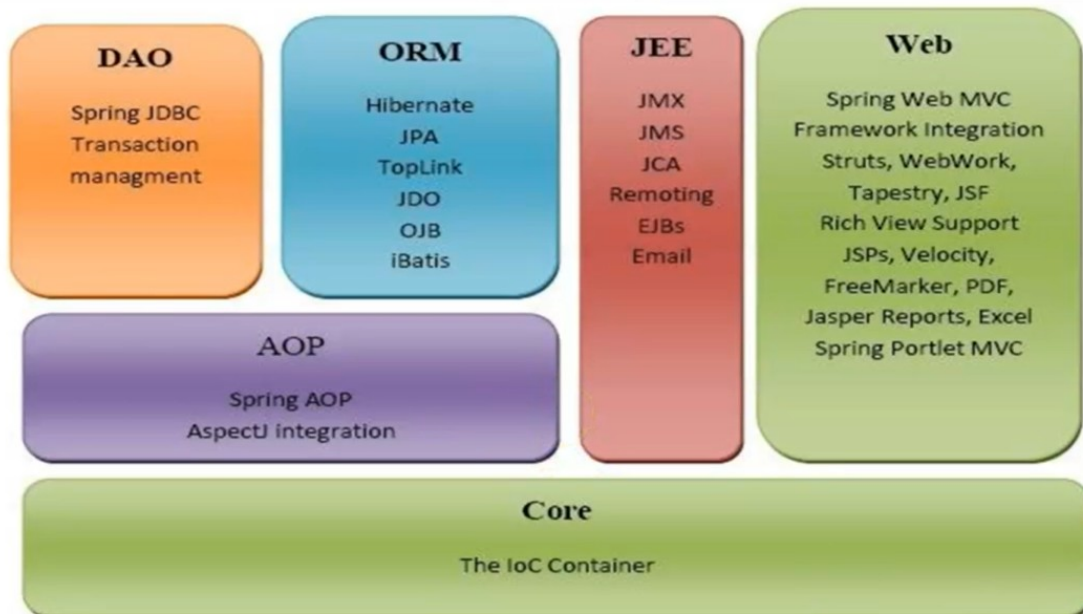 DAO
Spring JDBC
Transaction
managment
ORM
Hibernate
JPA
TopLink
JDO
OJB
iBatis
JEE
JMX
JMS
JCA
Remoting
EJBs
Email
Web
Spring Web MVC
Framework Integration
Struts, WebWork,
Tapestry, JSF
Rich View Support
JSPs, Velocity,
FreeMarker, PDF,
Jasper Reports, Excel
Spring Portlet MVC
AOP
Spring AOP
AspectJ integration
Core
The IoC Container